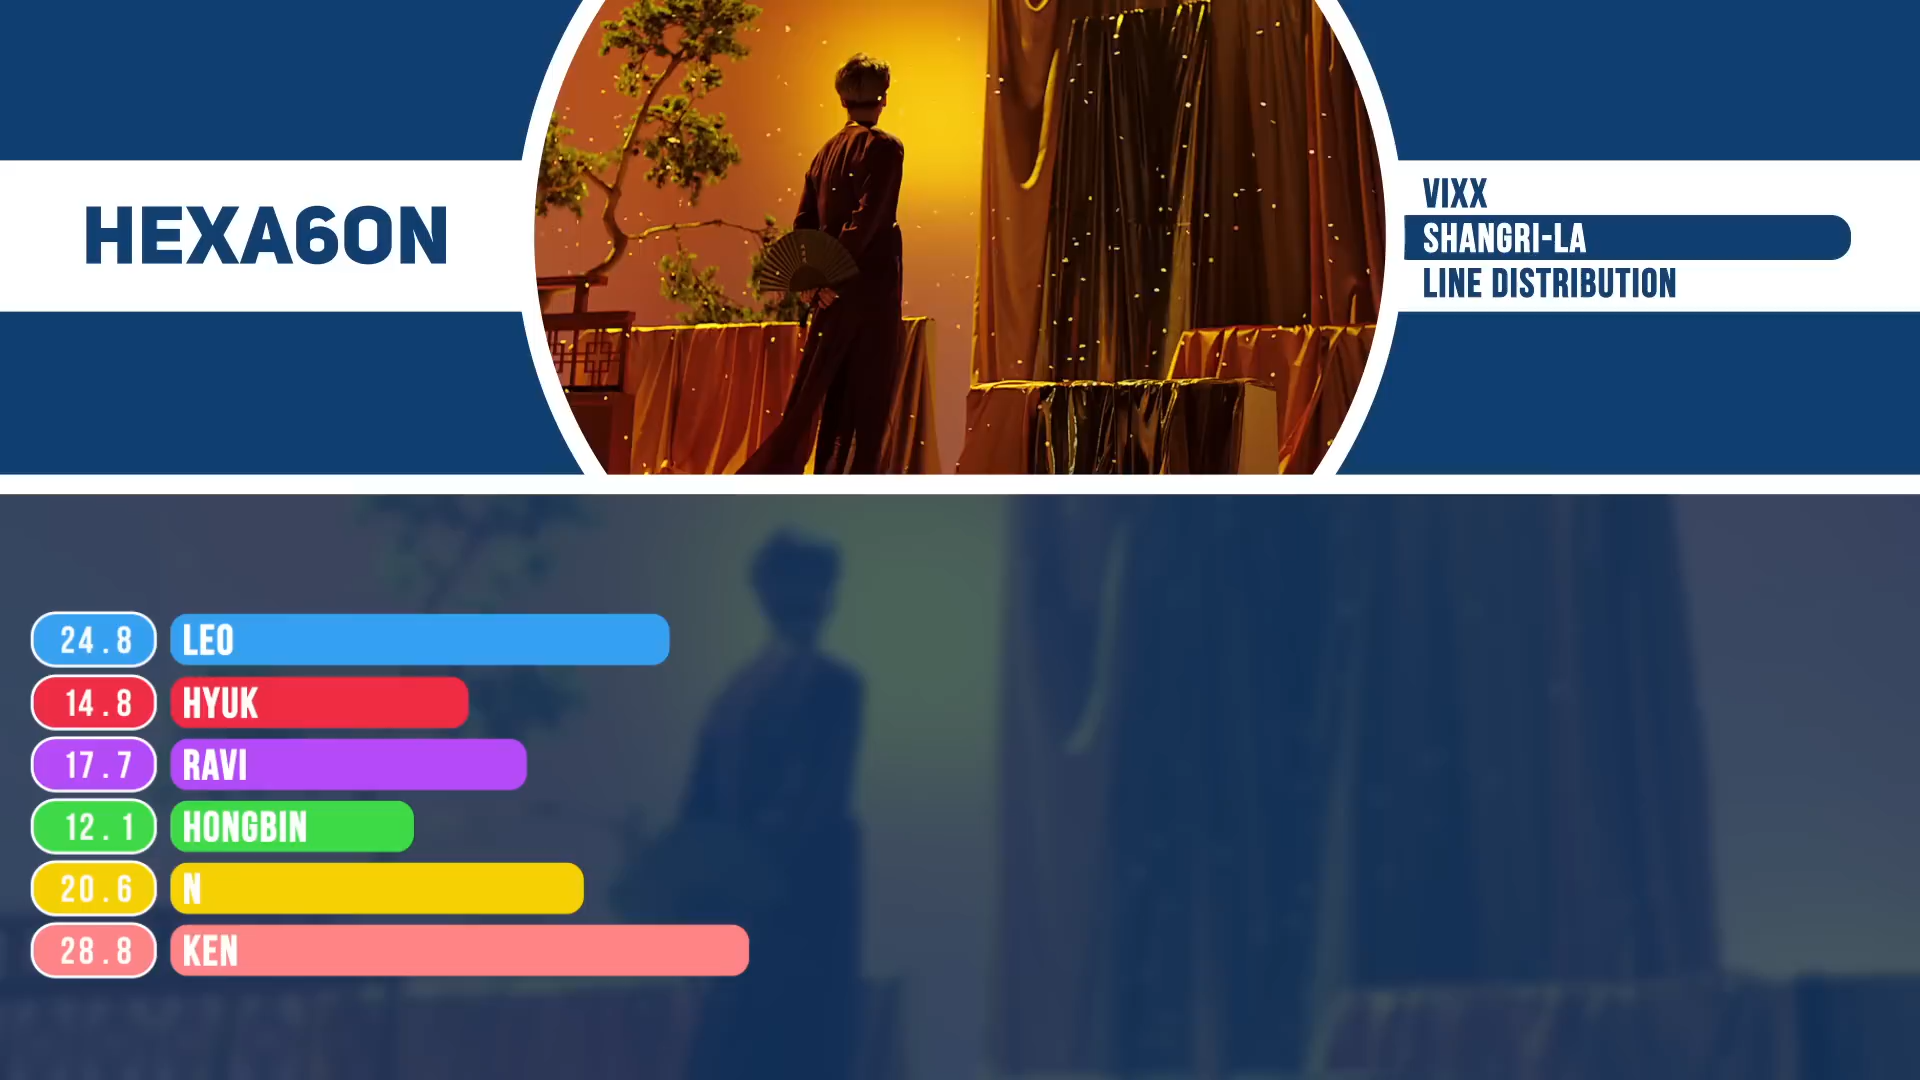 HEXA6ON
VIXX
SHANGRI-LA
LINE DISTRIBUTION
24.8 LEO
14.8 HYUK
17.7 RAVI
12.1 HONGBIN
20.6 N
28.8 KEN